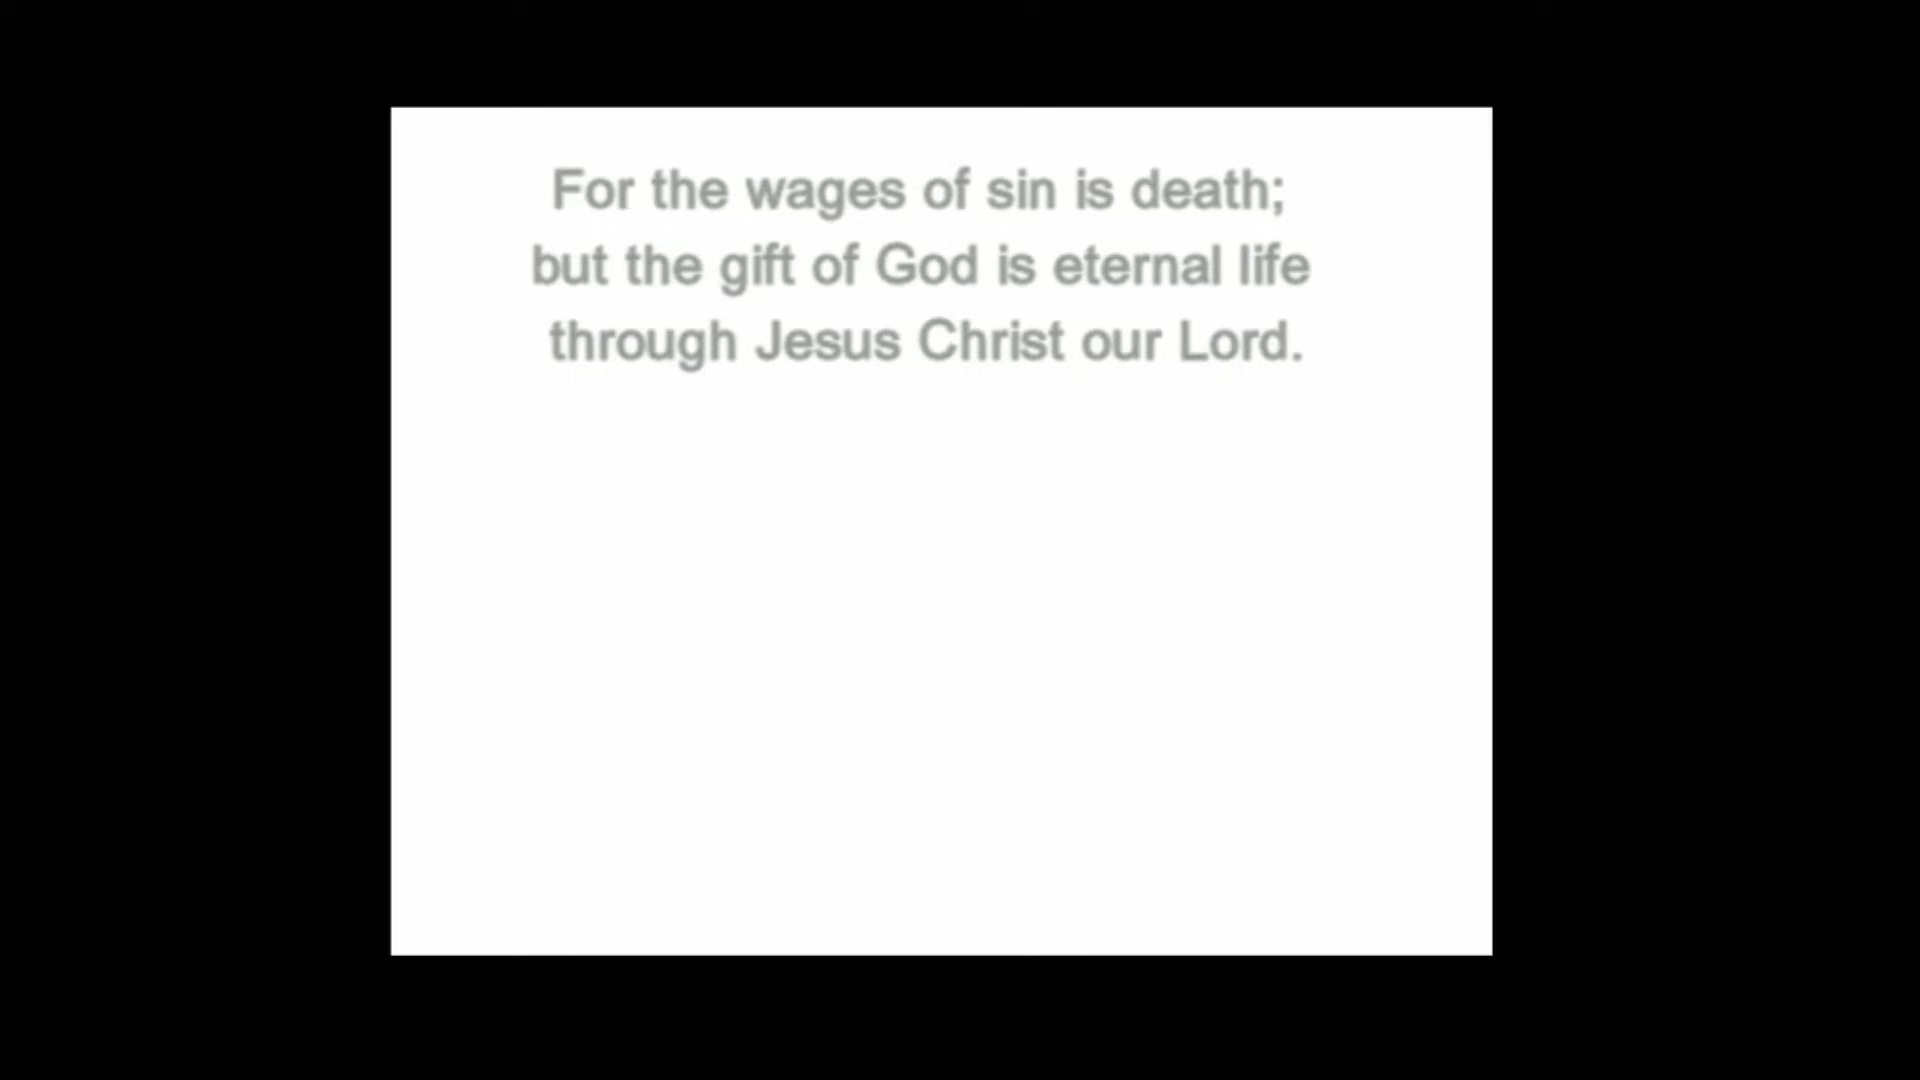 For the wages of sin is death;
but the gift of God is eternal life
through Jesus Christ our Lord.